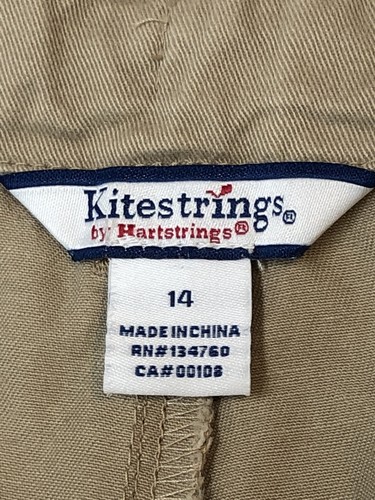 Kitestrings®
by Hartstrings®
14
MADE IN CHINA
RN#134760
CA#00108